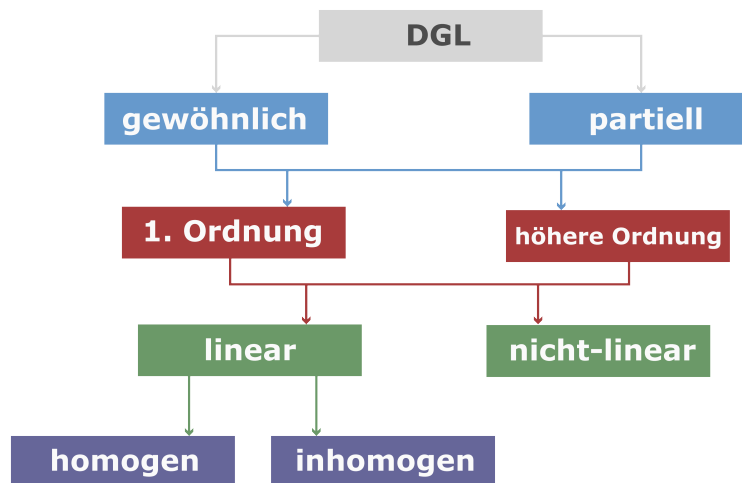 DGL
gewöhnlich
partiell
1. Ordnung
höhere Ordnung
linear
nicht-linear
homogen
inhomogen